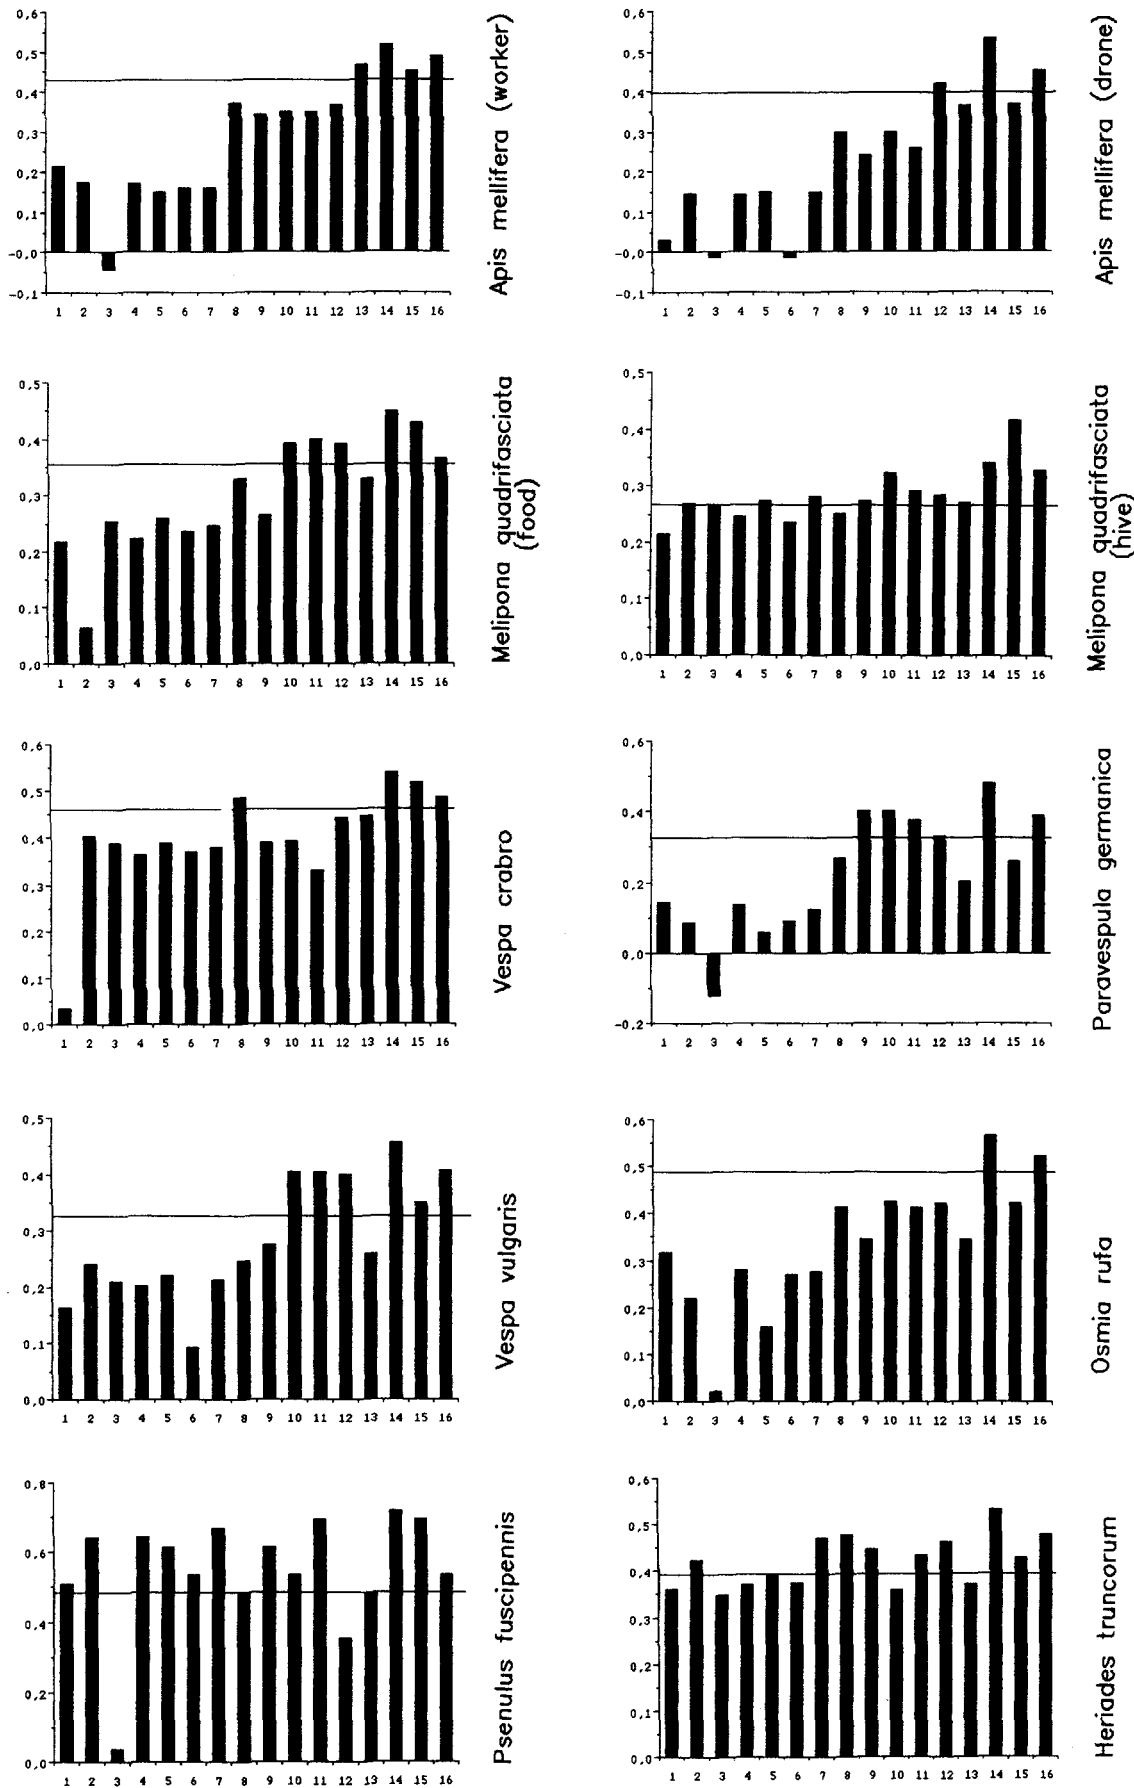 0,6
0,5
0,4
0,3
0,2
0,1
-0.0
-0,1
1 2 3 4 5 6 7 8 9 10 11 12 13 14 15 16
Apis mellifera (worker)
0,6
0,5
0,4
0,3
0,2
0,1
-0.0
-0,1
1 2 3 4 5 6 7 8 9 10 11 12 13 14 15 16
Apis mellifera (drone)
0,5
0,4
0,3
0,2
0,1
0,0
1 2 3 4 5 6 7 8 9 10 11 12 13 14 15 16
Melipona quadrifasciata
(food)
0,5
0,4
0,3
0,2
0,1
0,0
1 2 3 4 5 6 7 8 9 10 11 12 13 14 15 16
Melipona quadrifasciata
(hive)
0,6
0,5
0,4
0,3
0,2
0,1
0,0
1 2 3 4 5 6 7 8 9 10 11 12 13 14 15 16
Vespa crabro
0,6
0,4
0,2
0.0
-0.2
1 2 3 4 5 6 7 8 9 10 11 12 13 14 15 16
Paravespula germanica
0,5
0,4
0,3
0,2
0,1
0,0
1 2 3 4 5 6 7 8 9 10 11 12 13 14 15 16
Vespa vulgaris
0,6
0,5
0,4
0,3
0,2
0,1
0,0
1 2 3 4 5 6 7 8 9 10 11 12 13 14 15 16
Osmia rufa
0,8
0,6
0,4
0,2
0.0
1 2 3 4 5 6 7 8 9 10 11 12 13 14 15 16
Psenulus fuscipennis
0,6
0,5
0,4
0,3
0,2
0,1
0,0
1 2 3 4 5 6 7 8 9 10 11 12 13 14 15 16
Heriades truncorum